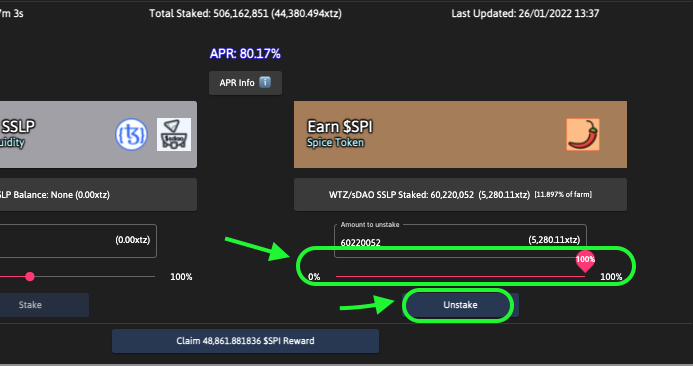 7m 3s
Total Staked: 506,162,851 (44,380.494xtz)
Last Updated: 26/01/2022 13:37
APR: 80.17%
APR Info
SSLP
Earn $SPI
Spice Token
SLP Balance: None (0.00xtz)
WTZ/sDAO SSLP Staked: 60,220,052 (5,280.11xtz) [11.897% of farm]
(0.00xtz)
Amount to unstake
60220052
(5,280.11xtz)
100%
0%
100%
100%
Stake
Unstake
Claim 48,861.881836 $SPI Reward